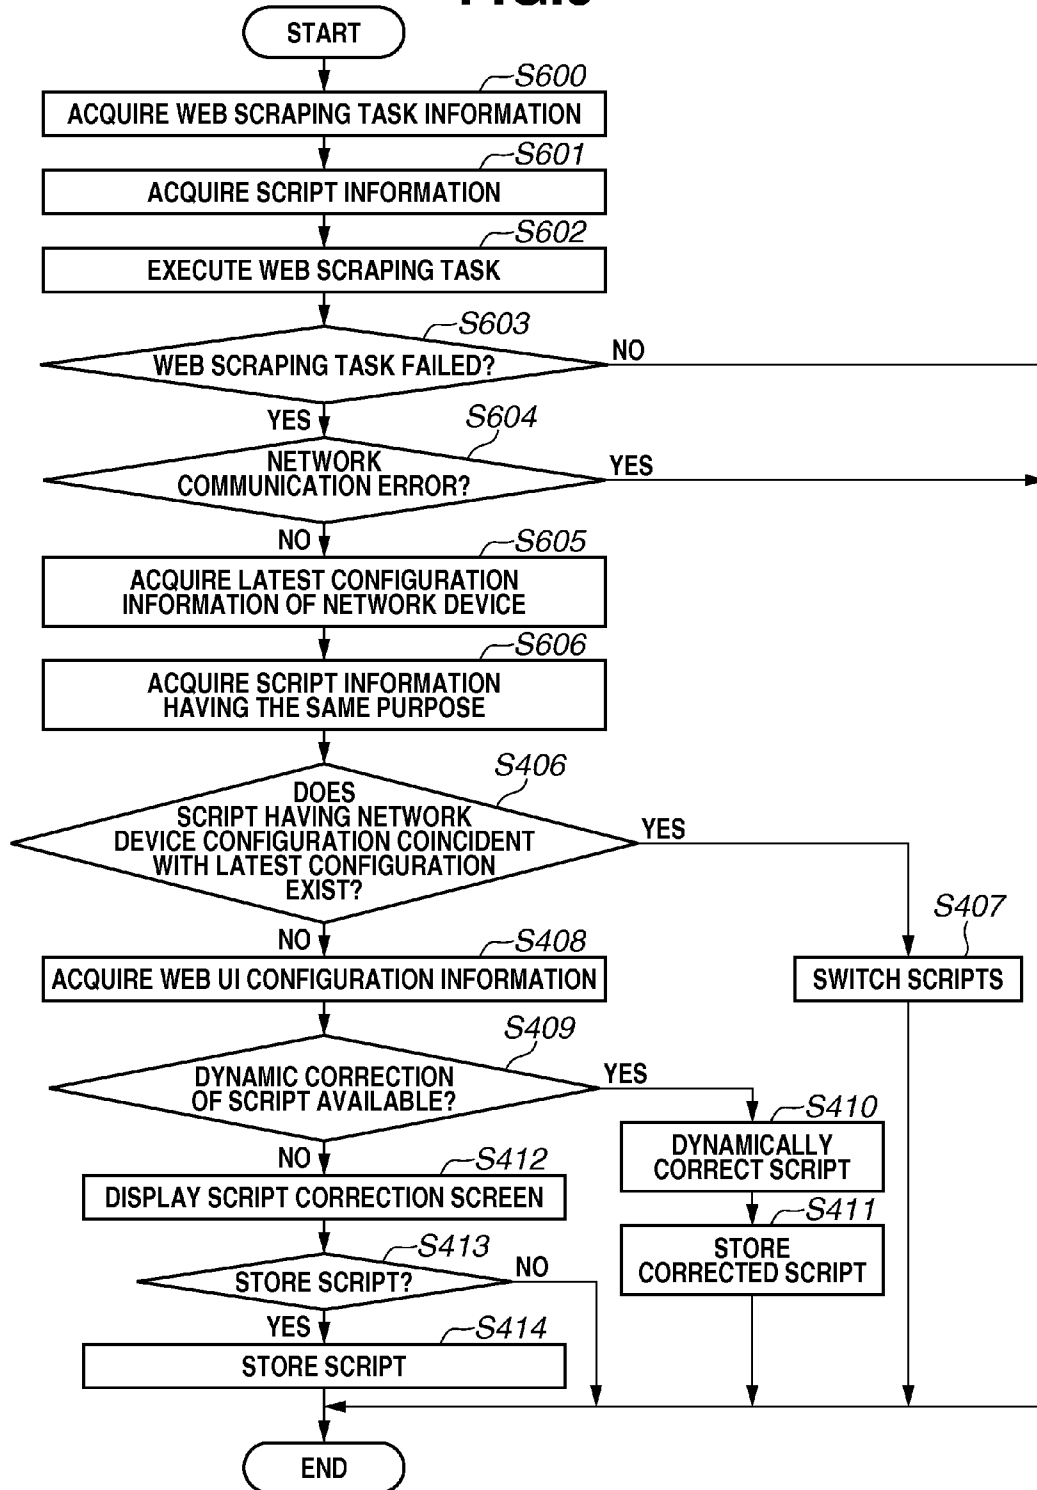 START
S600
ACQUIRE WEB SCRAPING TASK INFORMATION
S601
ACQUIRE SCRIPT INFORMATION
S602
EXECUTE WEB SCRAPING TASK
S603
WEB SCRAPING TASK FAILED?
NO
YES
S604
NETWORK
COMMUNICATION ERROR?
YES
NO
S605
ACQUIRE LATEST CONFIGURATION
INFORMATION OF NETWORK DEVICE
S606
ACQUIRE SCRIPT INFORMATION
HAVING THE SAME PURPOSE
S406
DOES
SCRIPT HAVING NETWORK
DEVICE CONFIGURATION COINCIDENT
WITH LATEST CONFIGURATION
EXIST?
YES
S407
SWITCH SCRIPTS
NO
S408
ACQUIRE WEB UI CONFIGURATION INFORMATION
S409
DYNAMIC CORRECTION
OF SCRIPT AVAILABLE?
YES
S410
DYNAMICALLY
CORRECT SCRIPT
S411
STORE
CORRECTED SCRIPT
NO
S412
DISPLAY SCRIPT CORRECTION SCREEN
S413
STORE SCRIPT?
NO
YES
S414
STORE SCRIPT
END